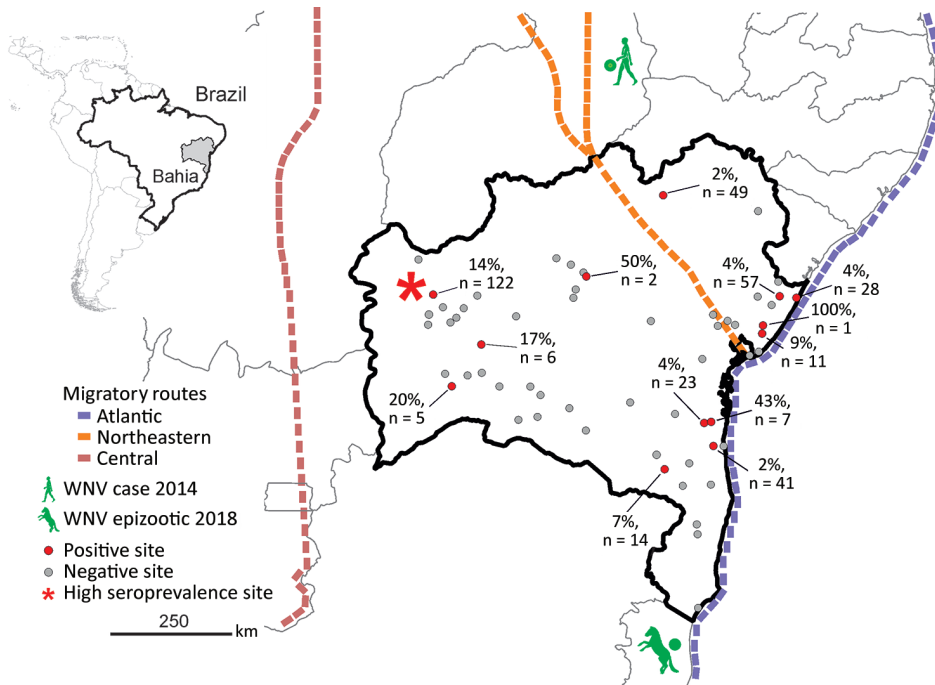 Brazil
Bahia
2%,
n = 49
14%,
n = 122
50%,
n = 2
4%,
n = 57
4%,
n = 28
100%,
n = 1
9%,
n = 11
17%,
n = 6
20%,
n = 5
4%,
n = 23
43%,
n = 7
2%,
n = 41
7%,
n = 14
Migratory routes
Atlantic
Northeastern
Central
WNV case 2014
WNV epizootic 2018
Positive site
Negative site
* High seroprevalence site
250
km